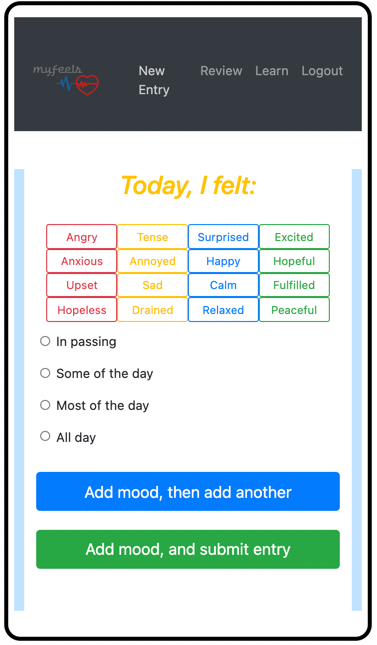 myfeels
New Entry Review Learn Logout
Today, I felt:
Angry Tense Surprised Excited
Anxious Annoyed Happy Hopeful
Upset Sad Calm Fulfilled
Hopeless Drained Relaxed Peaceful
In passing
Some of the day
Most of the day
All day
Add mood, then add another
Add mood, and submit entry